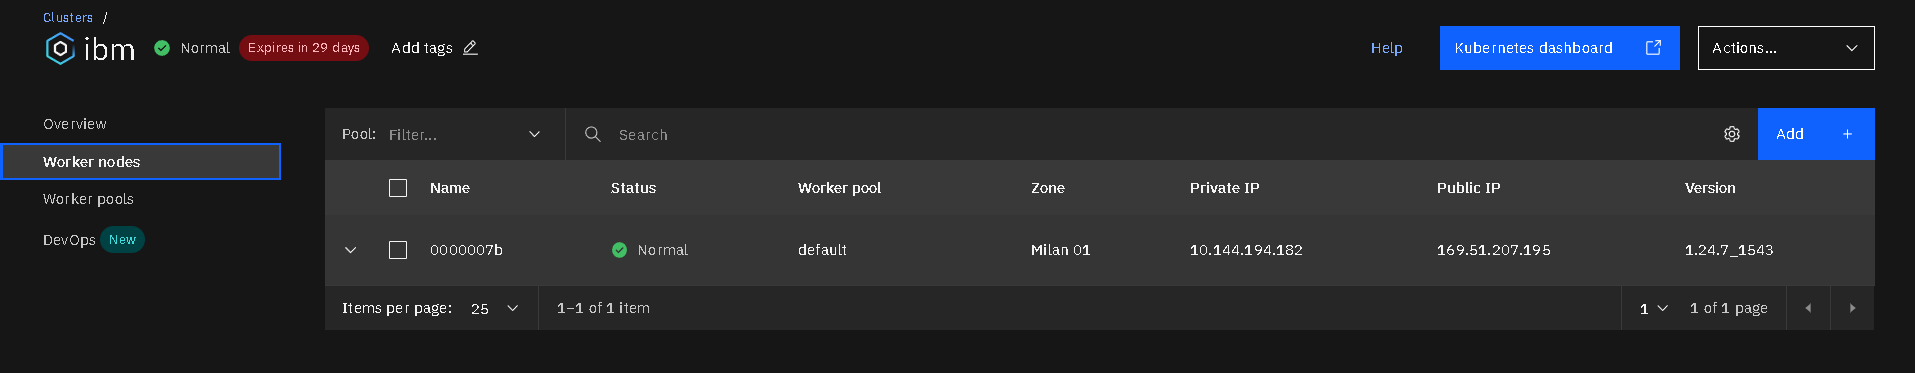 Clusters /
ibm Normal Expires in 29 days Add tags Help Kubernetes dashboard Actions...
Overview
Worker nodes
Worker pools
DevOps New
Pool: Filter... Search Add +
Name Status Worker pool Zone Private IP Public IP Version
0000007b Normal default Milan 01 10.144.194.182 169.51.207.195 1.24.7_1543
Items per page: 25 1–1 of 1 item 1 1 of 1 page